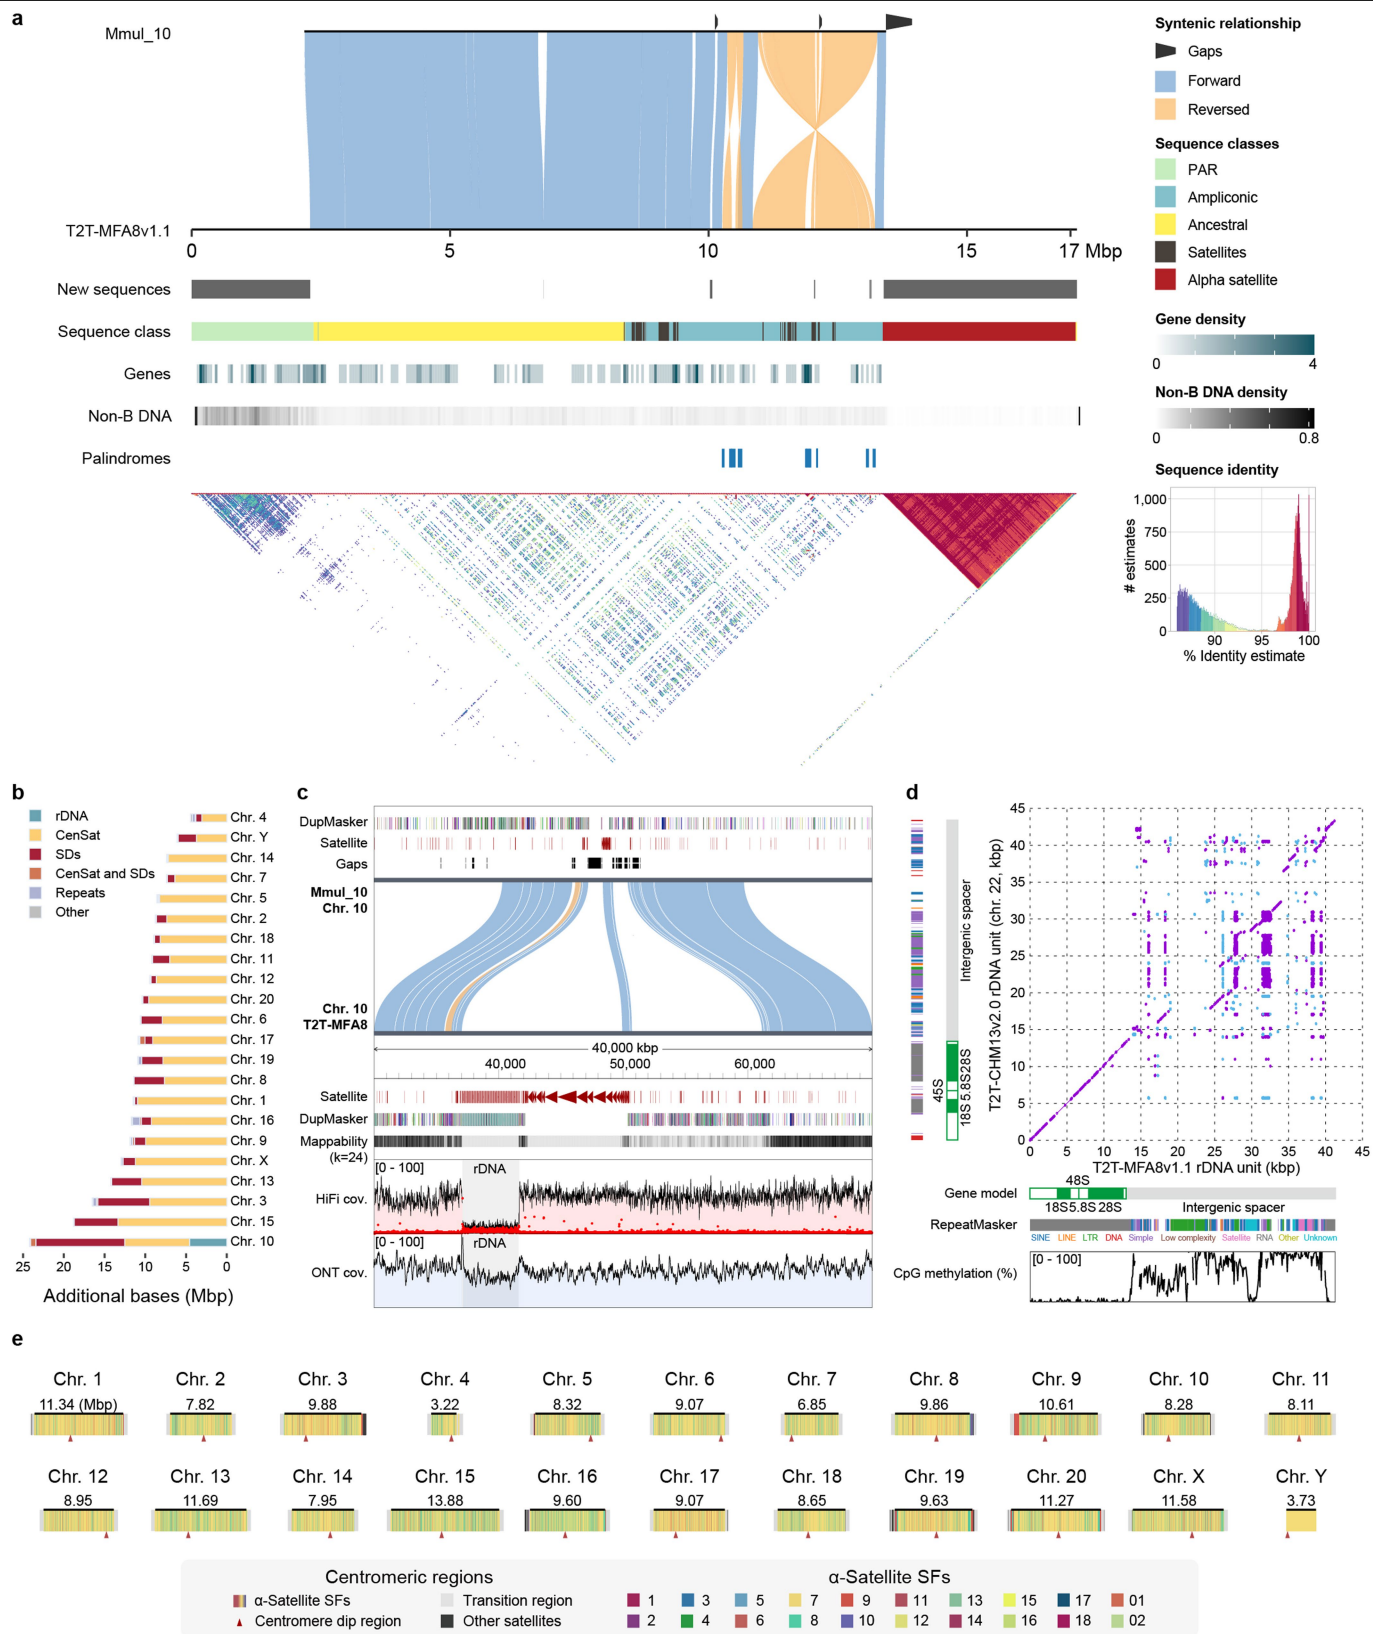 a
Mmul_10
T2T-MFA8v1.1
0 5 10 15 17 Mbp
New sequences
Sequence class
Genes
Non-B DNA
Palindromes
Syntenic relationship
Gaps
Forward
Reversed
Sequence classes
PAR
Ampliconic
Ancestral
Satellites
Alpha satellite
Gene density
0 4
Non-B DNA density
0 0.8
Sequence identity
1,000
750
500
250
0
# estimates
90 95 100
% Identity estimate
b
rDNA
CenSat
SDs
CenSat and SDs
Repeats
Other
Chr. 4
Chr. Y
Chr. 14
Chr. 7
Chr. 5
Chr. 2
Chr. 18
Chr. 11
Chr. 12
Chr. 20
Chr. 6
Chr. 17
Chr. 19
Chr. 8
Chr. 1
Chr. 16
Chr. 9
Chr. X
Chr. 13
Chr. 3
Chr. 15
Chr. 10
25 20 15 10 5 0
Additional bases (Mbp)
c
DupMasker
Satellite
Gaps
Mmul_10
Chr. 10
Chr. 10
T2T-MFA8
40,000 kbp
40,000 50,000 60,000
Satellite
DupMasker
Mappability
(k=24)
[0 - 100] rDNA
HiFi cov.
[0 - 100] rDNA
ONT cov.
d
Intergenic spacer
45S
18S 5.8S 28S
T2T-CHM13v2.0 rDNA unit (chr. 22, kbp)
45
40
35
30
25
20
15
10
5
0
0 5 10 15 20 25 30 35 40 45
T2T-MFA8v1.1 rDNA unit (kbp)
48S
Gene model
18S 5.8S 28S Intergenic spacer
RepeatMasker
SINE LINE LTR DNA Simple Low complexity Satellite RNA Other Unknown
CpG methylation (%)
[0 - 100]
e
Chr. 1 Chr. 2 Chr. 3 Chr. 4 Chr. 5 Chr. 6 Chr. 7 Chr. 8 Chr. 9 Chr. 10 Chr. 11
11.34 (Mbp) 7.82 9.88 3.22 8.32 9.07 6.85 9.86 10.61 8.28 8.11
Chr. 12 Chr. 13 Chr. 14 Chr. 15 Chr. 16 Chr. 17 Chr. 18 Chr. 19 Chr. 20 Chr. X Chr. Y
8.95 11.69 7.95 13.88 9.60 9.07 8.65 9.63 11.27 11.58 3.73
Centromeric regions
α-Satellite SFs Transition region
Centromere dip region Other satellites
α-Satellite SFs
1 3 5 7 9 11 13 15 17 01
2 4 6 8 10 12 14 16 18 02